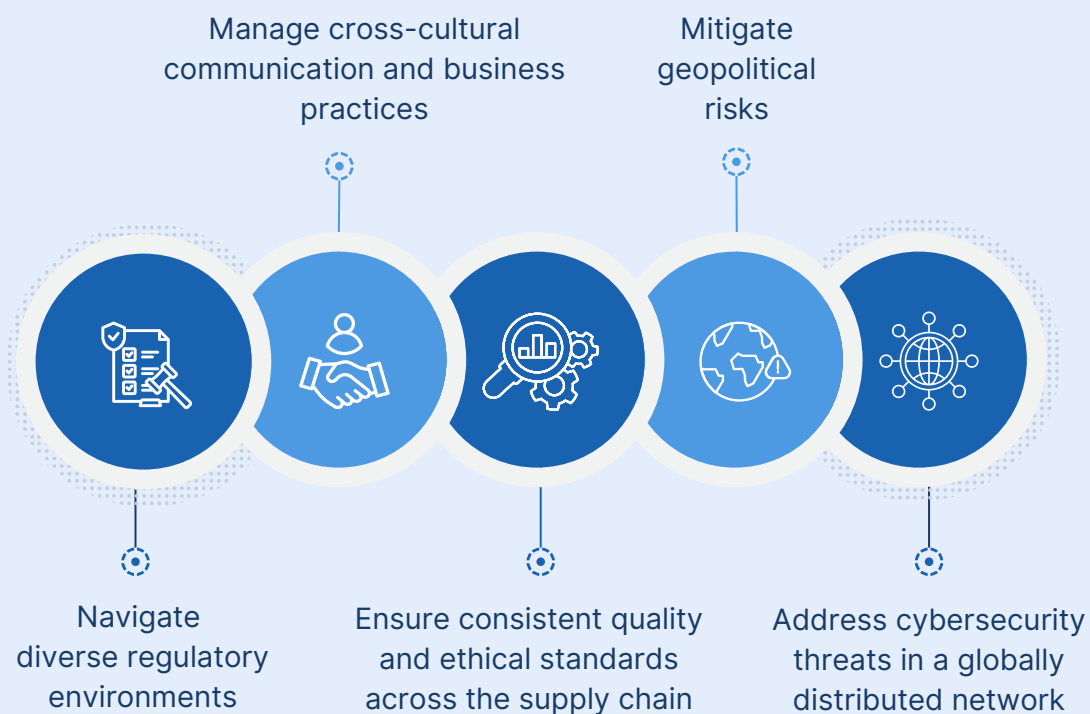 Manage cross-cultural
communication and business
practices
Mitigate
geopolitical
risks
Navigate
diverse regulatory
environments
Ensure consistent quality
and ethical standards
across the supply chain
Address cybersecurity
threats in a globally
distributed network